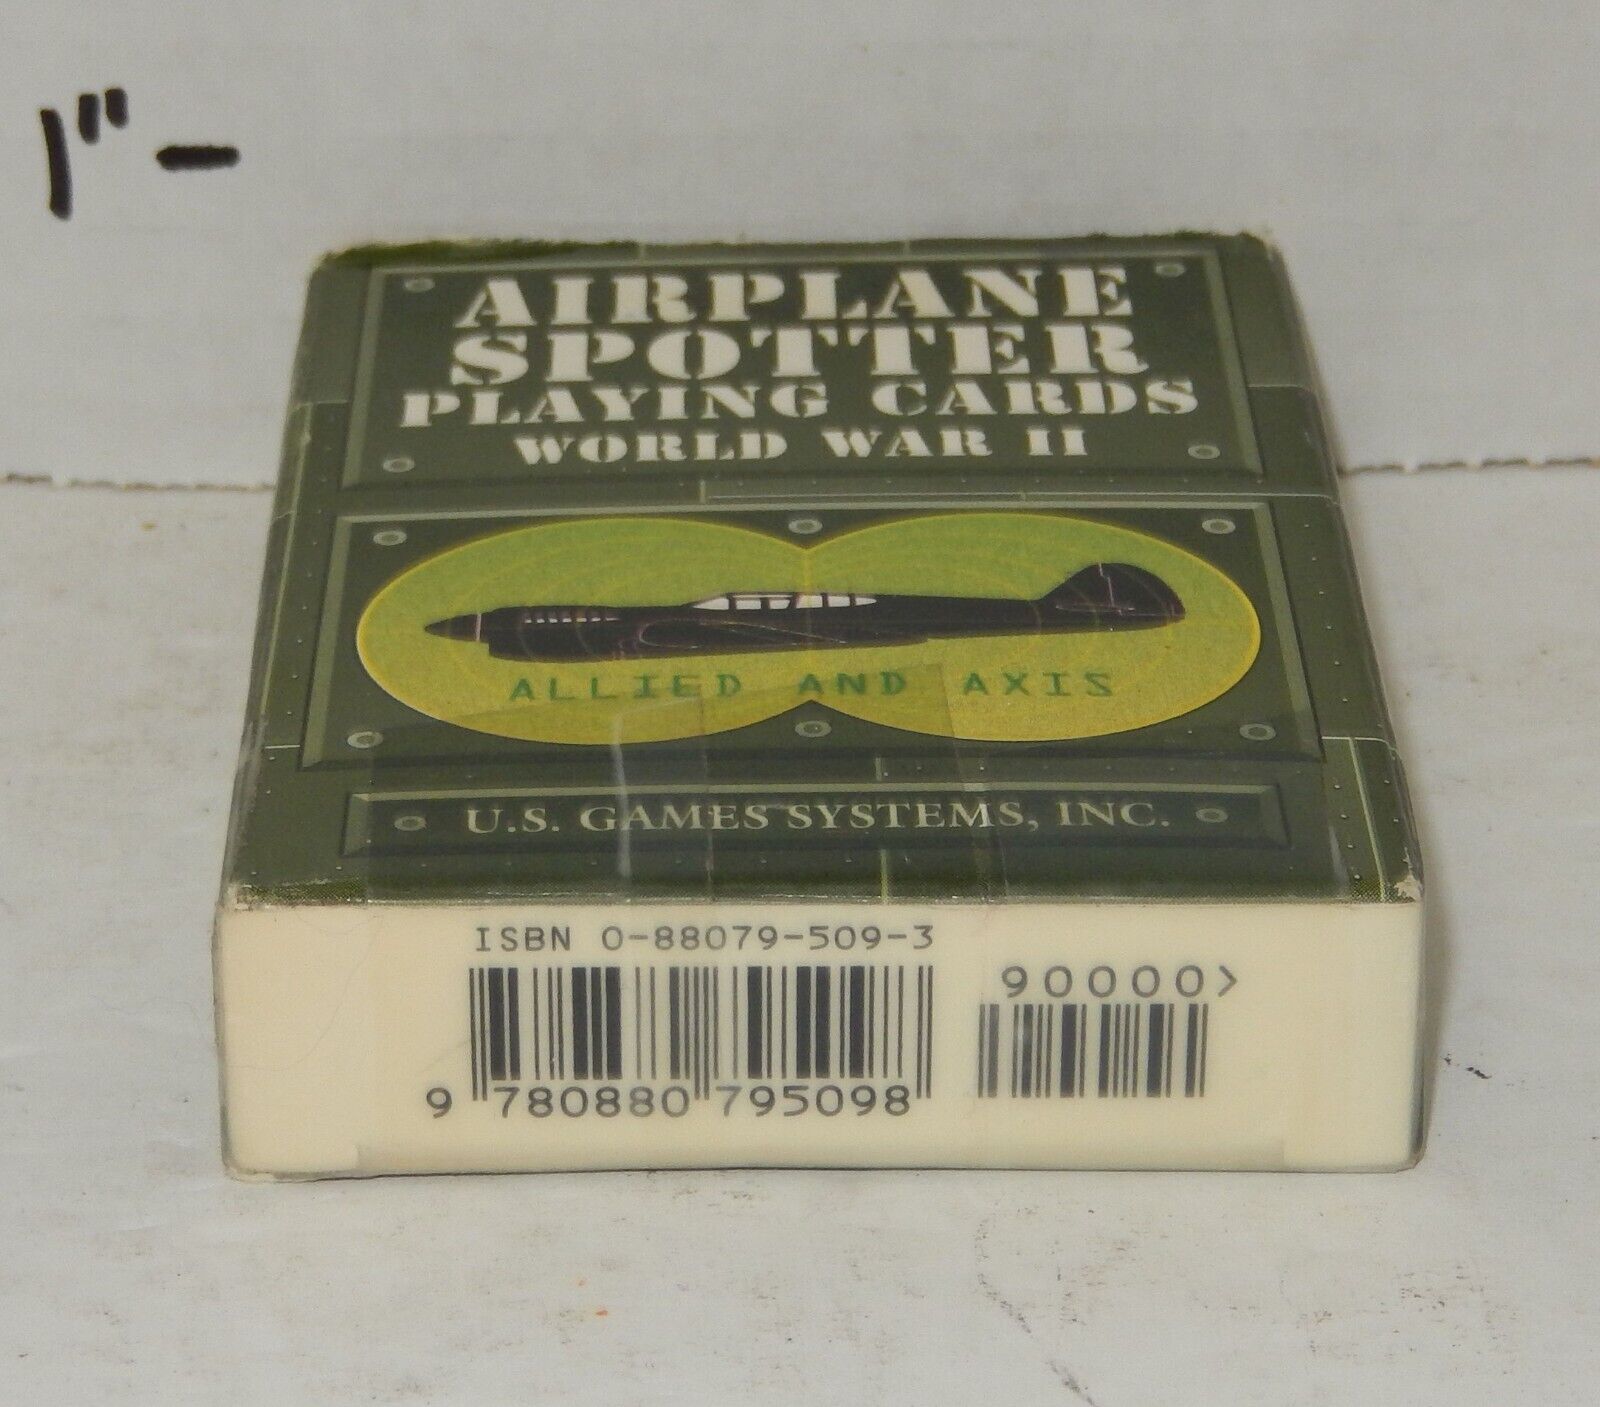 1" -
AIRPLANE
SPOTTER
PLAYING CARDS
WORLD WAR II
ALLIED AND AXIS
U.S. GAMES SYSTEMS, INC.
ISBN 0-88079-509-3
90000>
9 780880 795098